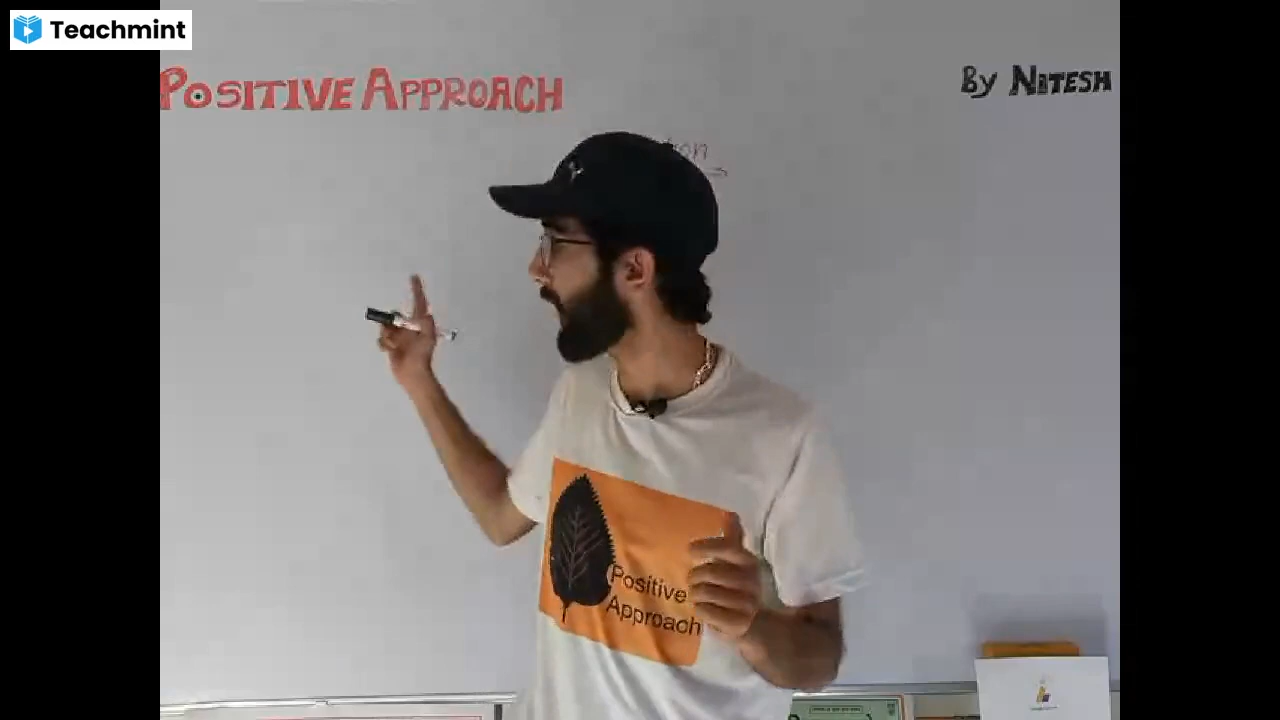 Teachmint
POSITIVE APPROACH
By NITESH
Positive
Approach